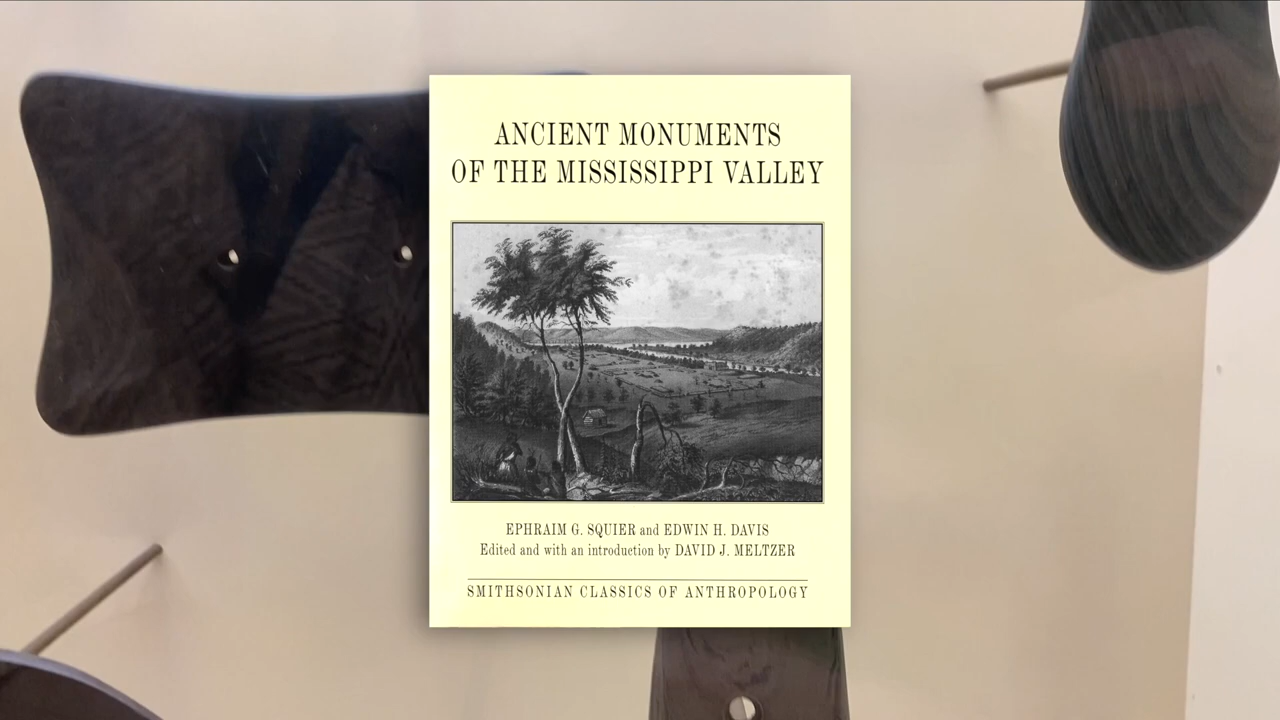 ANCIENT MONUMENTS
OF THE MISSISSIPPI VALLEY
EPHRAIM G. SQUIER and EDWIN H. DAVIS
Edited and with an introduction by DAVID J. MELTZER
SMITHSONIAN CLASSICS OF ANTHROPOLOGY